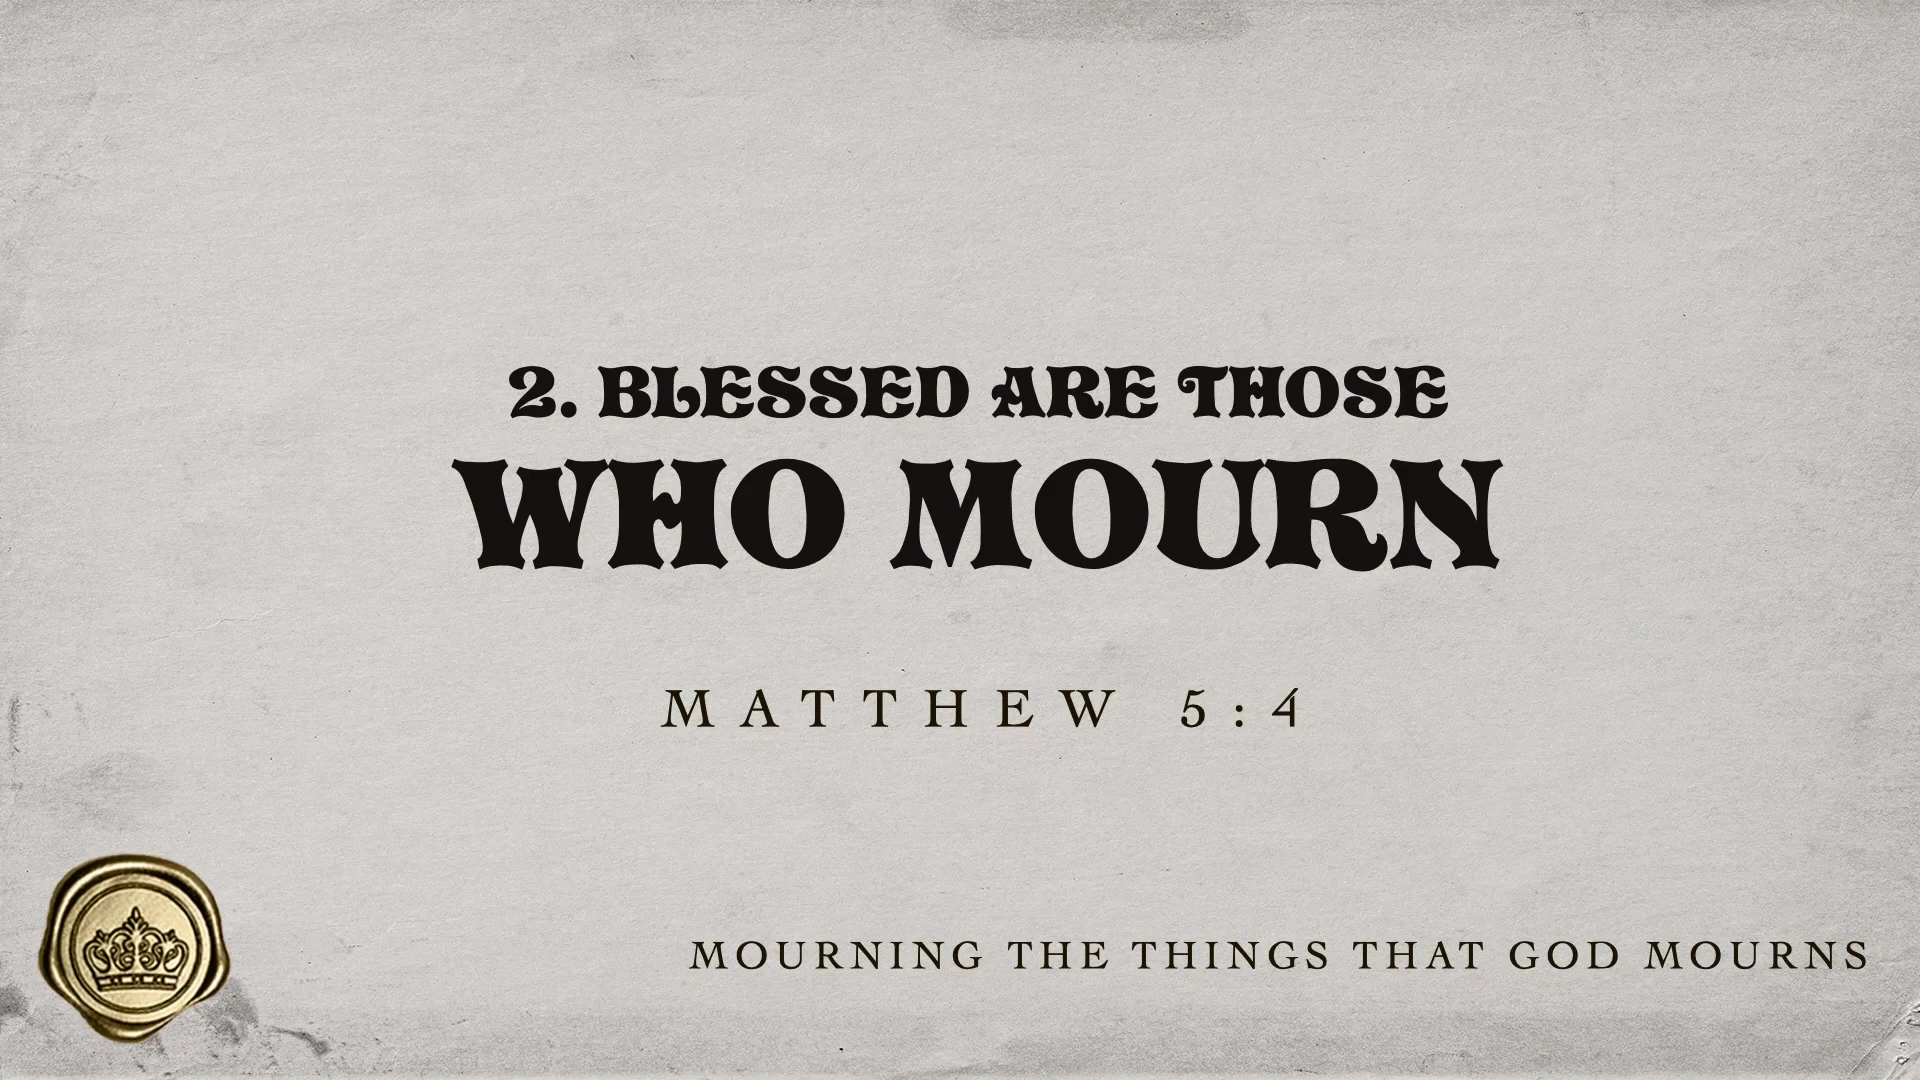 2. BLESSED ARE THOSE
WHO MOURN
MATTHEW 5:4
MOURNING THE THINGS THAT GOD MOURNS